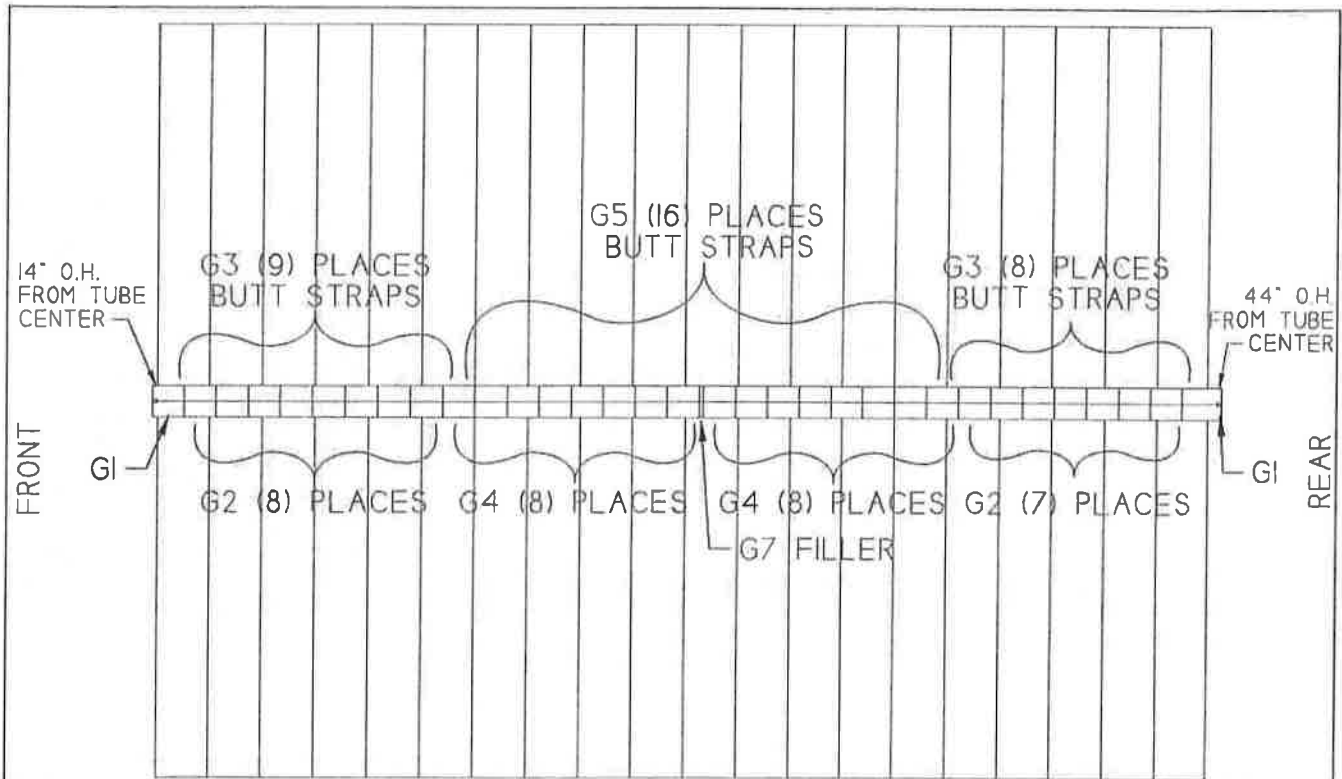 G5 (16) PLACES
BUTT STRAPS
G3 (9) PLACES
BUTT STRAPS
G3 (8) PLACES
BUTT STRAPS
14" O.H.
FROM TUBE
CENTER
44" O.H.
FROM TUBE
CENTER
FRONT
G1
G1
REAR
G2 (8) PLACES
G4 (8) PLACES
G4 (8) PLACES
G2 (7) PLACES
G7 FILLER